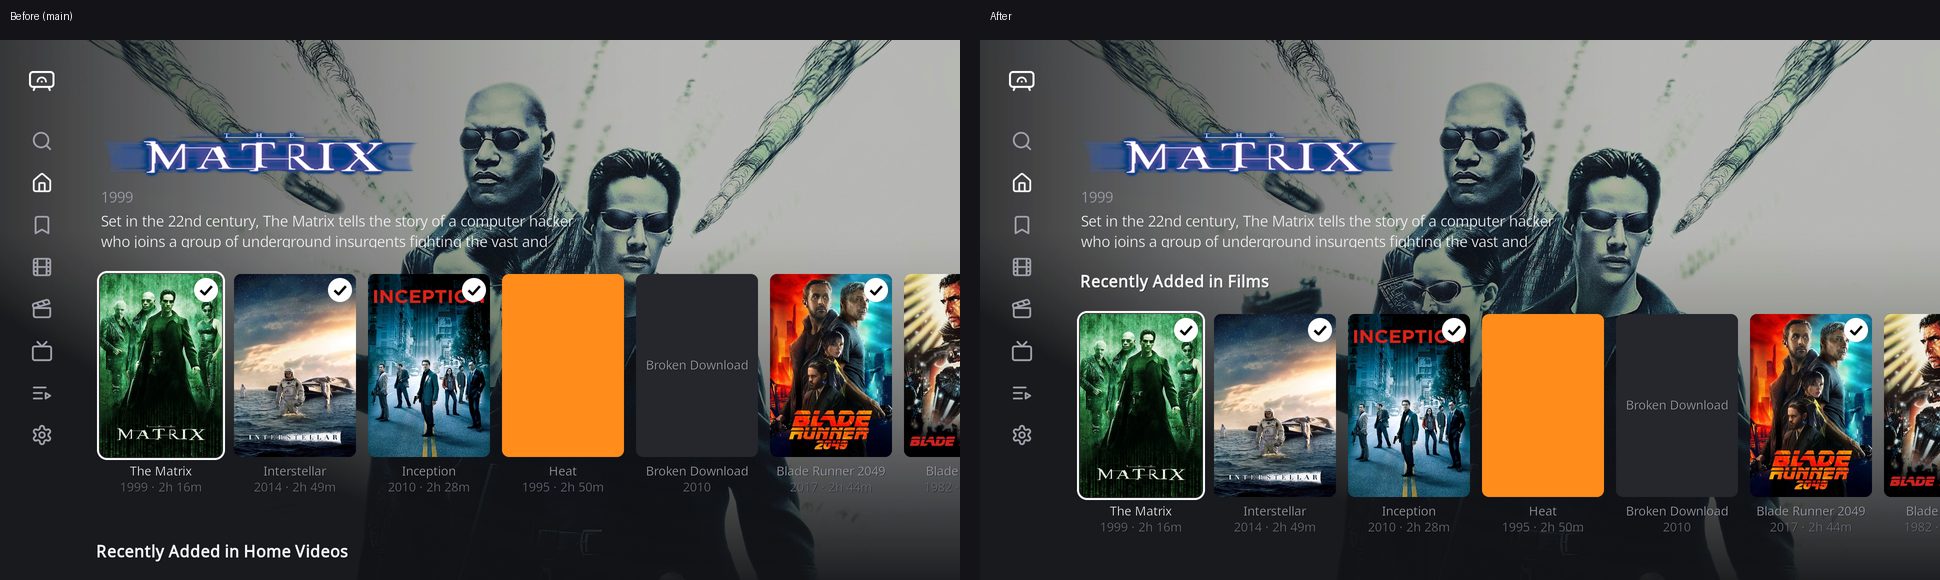 Before (main)
THE
MATRIX
1999
Set in the 22nd century, The Matrix tells the story of a computer hacker
who joins a group of underground insurgents fighting the vast and
INCEPTION
Broken Download
MATRIX
INTERSTELLAR
BLADE
RUNNER
2049
BLADE
The Matrix
1999 · 2h 16m
Interstellar
2014 · 2h 49m
Inception
2010 · 2h 28m
Heat
1995 · 2h 50m
Broken Download
2010
Blade Runner 2049
2017 · 2h 44m
Blade
1982 ·
Recently Added in Home Videos
After
THE
MATRIX
1999
Set in the 22nd century, The Matrix tells the story of a computer hacker
who joins a group of underground insurgents fighting the vast and
Recently Added in Films
INCEPTION
Broken Download
MATRIX
INTERSTELLAR
BLADE
RUNNER
2049
BLADE
The Matrix
1999 · 2h 16m
Interstellar
2014 · 2h 49m
Inception
2010 · 2h 28m
Heat
1995 · 2h 50m
Broken Download
2010
Blade Runner 2049
2017 · 2h 44m
Blade
1982 ·